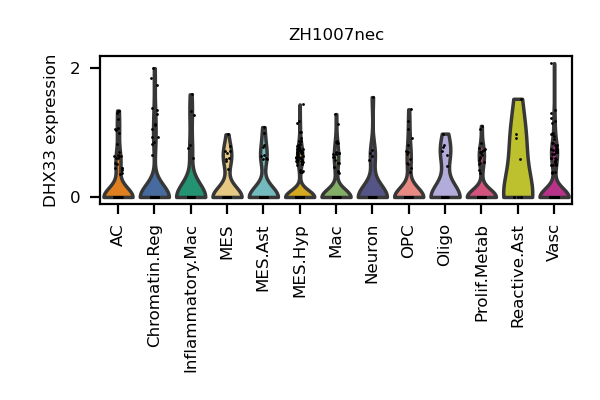 ZH1007nec
DHX33 expression
2
0
AC
Chromatin.Reg
Inflammatory.Mac
MES
MES.Ast
MES.Hyp
Mac
Neuron
OPC
Oligo
Prolif.Metab
Reactive.Ast
Vasc